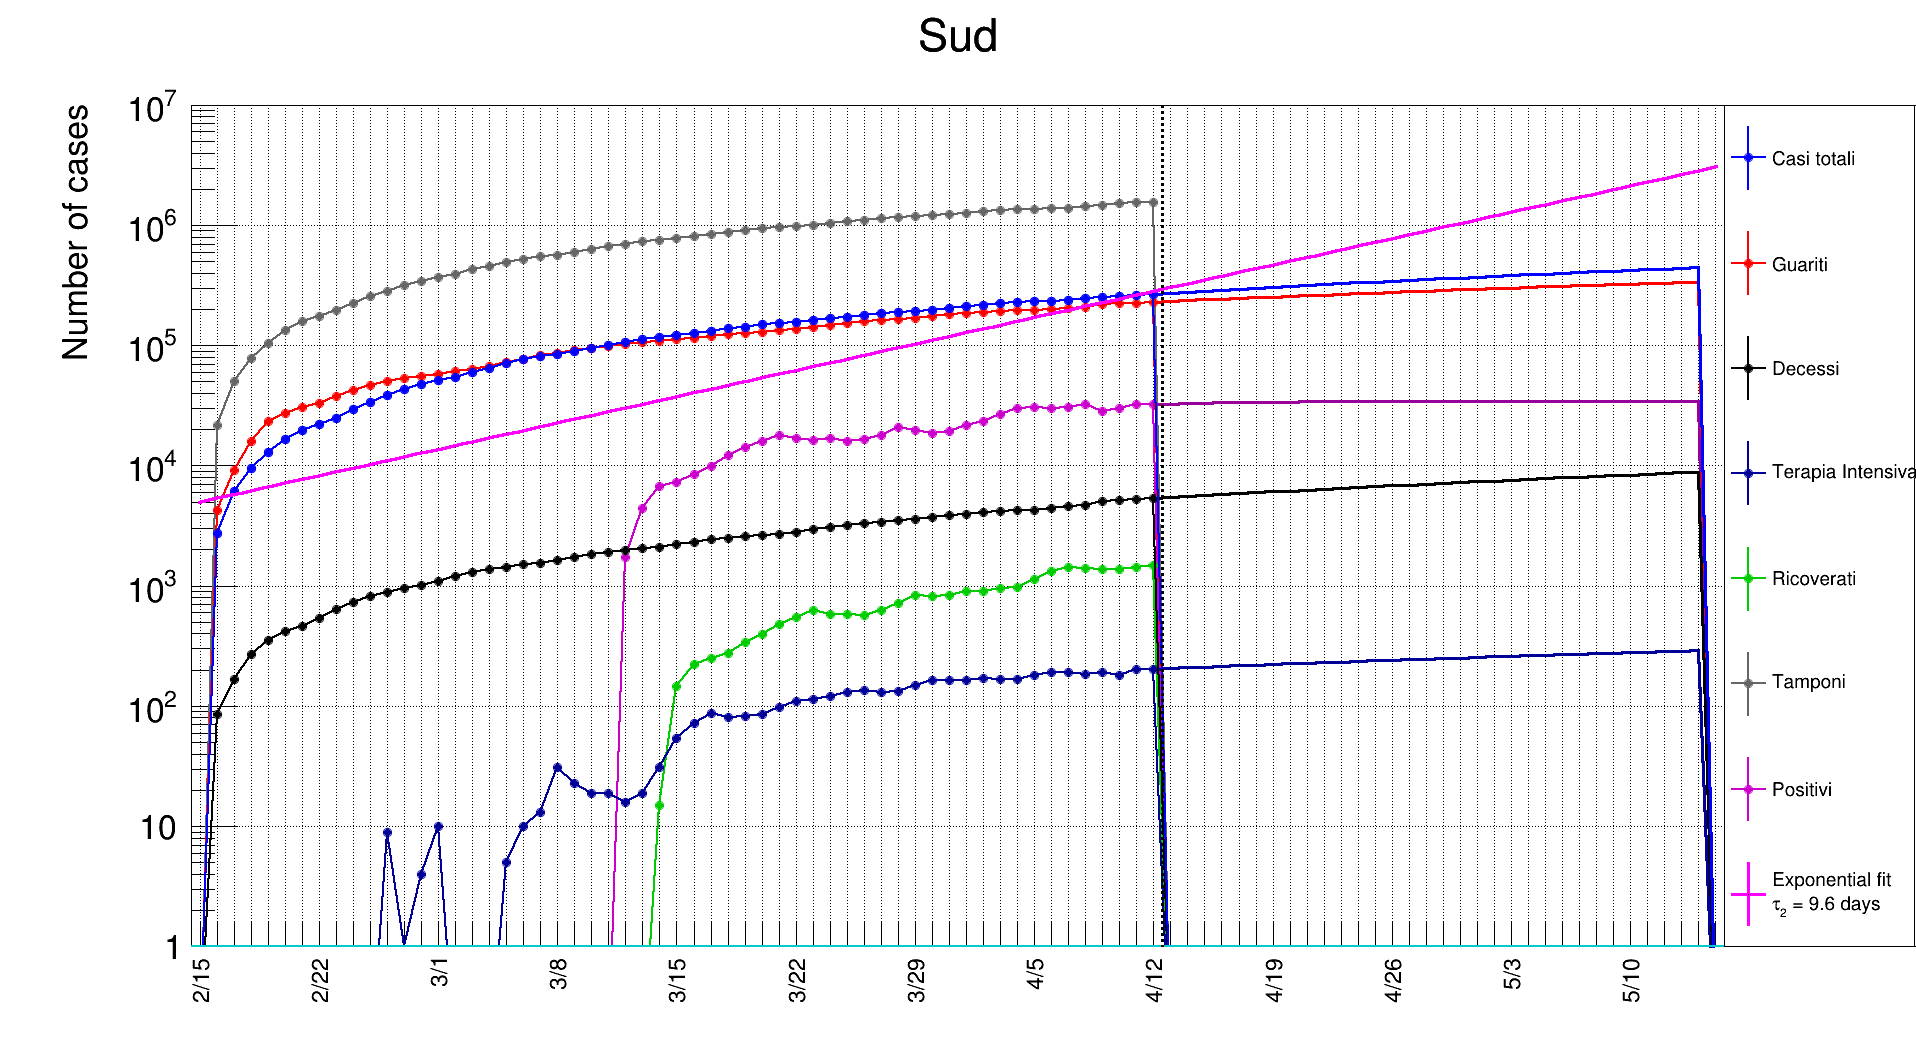 Sud
Number of cases
10^7
10^6
10^5
10^4
10^3
10^2
10
1
2/15
2/22
3/1
3/8
3/15
3/22
3/29
4/5
4/12
4/19
4/26
5/3
5/10
Casi totali
Guariti
Decessi
Terapia Intensiva
Ricoverati
Tamponi
Positivi
Exponential fit
τ₂ = 9.6 days